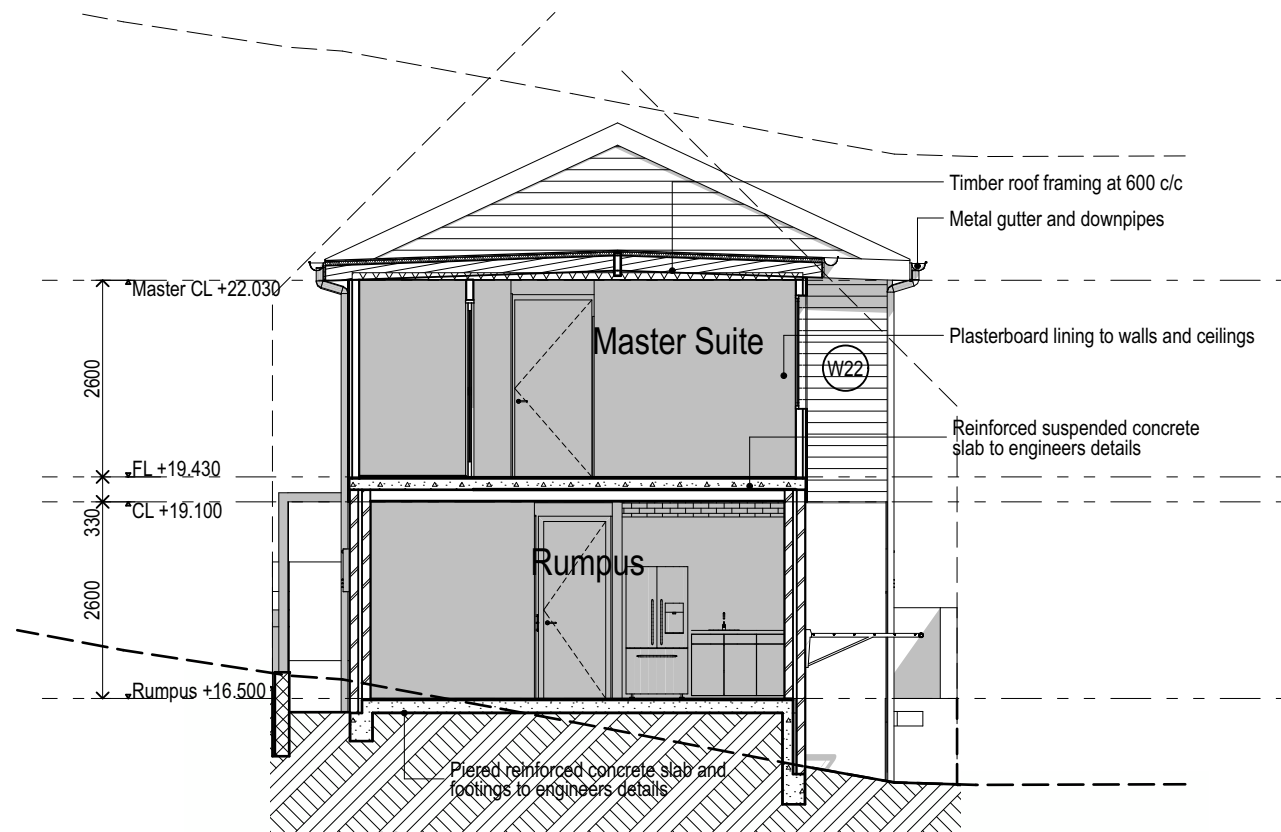 Timber roof framing at 600 c/c
Metal gutter and downpipes
Master CL +22.030
Master Suite
Plasterboard lining to walls and ceilings
W22
2600
Reinforced suspended concrete
slab to engineers details
FL +19.430
CL +19.100
330
Rumpus
2600
Rumpus +16.500
Piered reinforced concrete slab and
footings to engineers details